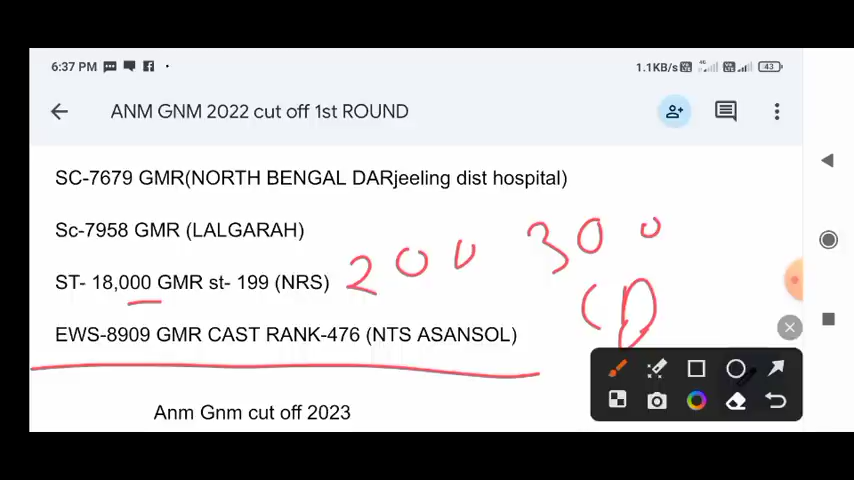 6:37 PM
1.1KB/s
43
ANM GNM 2022 cut off 1st ROUND
SC-7679 GMR(NORTH BENGAL DARjeeling dist hospital)
Sc-7958 GMR (LALGARAH)
200 300
ST- 18,000 GMR st- 199 (NRS)
EWS-8909 GMR CAST RANK-476 (NTS ASANSOL)
Anm Gnm cut off 2023